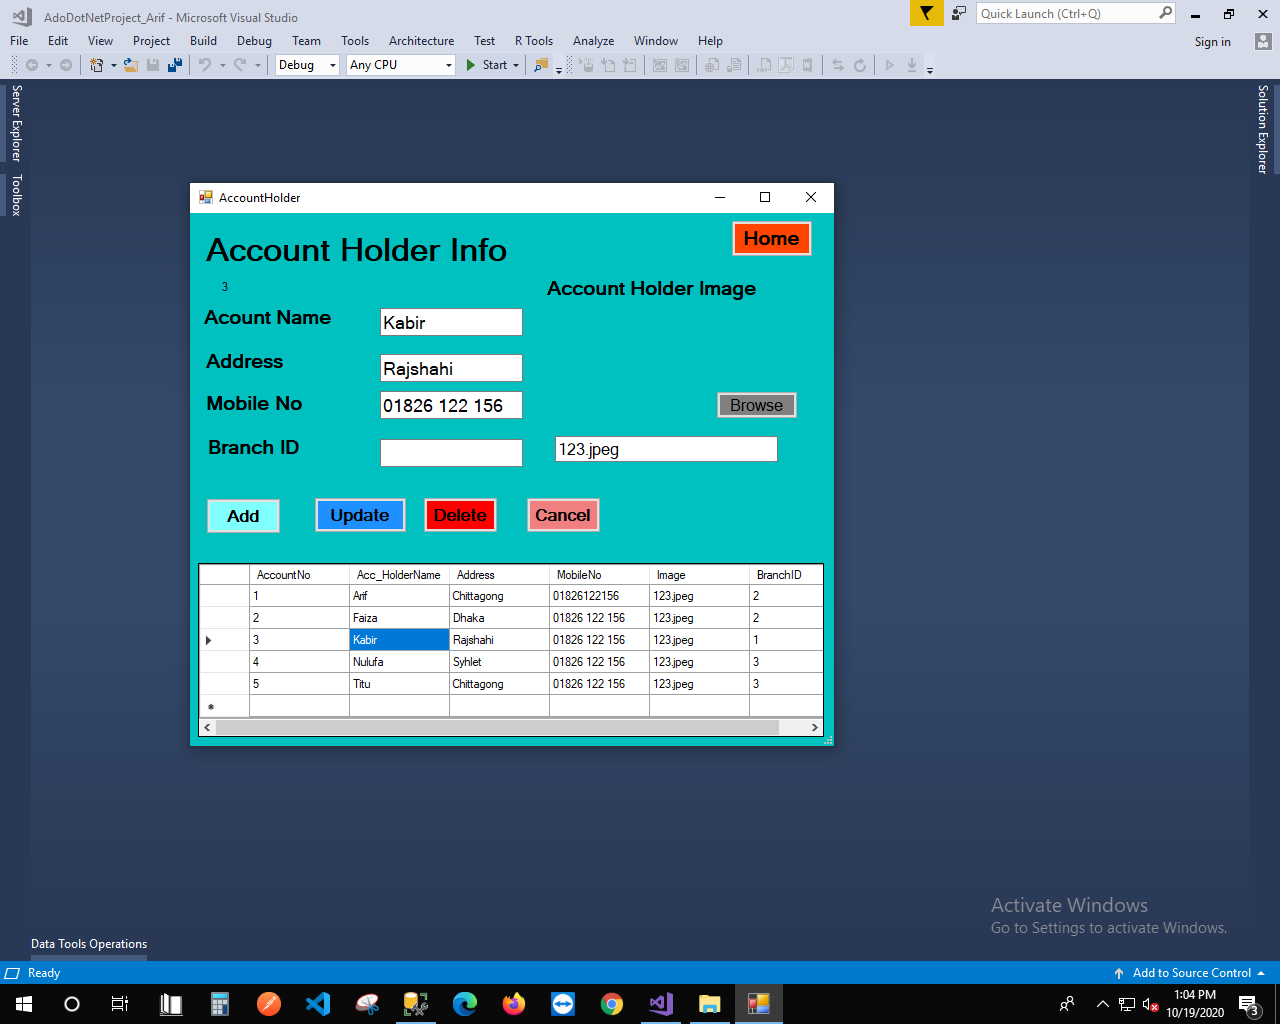 AdoDotNetProject_Arif - Microsoft Visual Studio
Quick Launch (Ctrl+Q)
File Edit View Project Build Debug Team Tools Architecture Test R Tools Analyze Window Help
Sign in
Debug Any CPU Start
Server Explorer
Toolbox
Solution Explorer
AccountHolder
Account Holder Info
Home
3
Account Holder Image
Acount Name Kabir
Address Rajshahi
Mobile No 01826 122 156
Browse
Branch ID
123.jpeg
Add Update Delete Cancel
AccountNo Acc_HolderName Address MobileNo Image BranchID
1 Arif Chittagong 01826122156 123.jpeg 2
2 Faiza Dhaka 01826 122 156 123.jpeg 2
3 Kabir Rajshahi 01826 122 156 123.jpeg 1
4 Nulufa Syhlet 01826 122 156 123.jpeg 3
5 Titu Chittagong 01826 122 156 123.jpeg 3
Activate Windows
Go to Settings to activate Windows.
Data Tools Operations
Ready
Add to Source Control
1:04 PM
10/19/2020
3